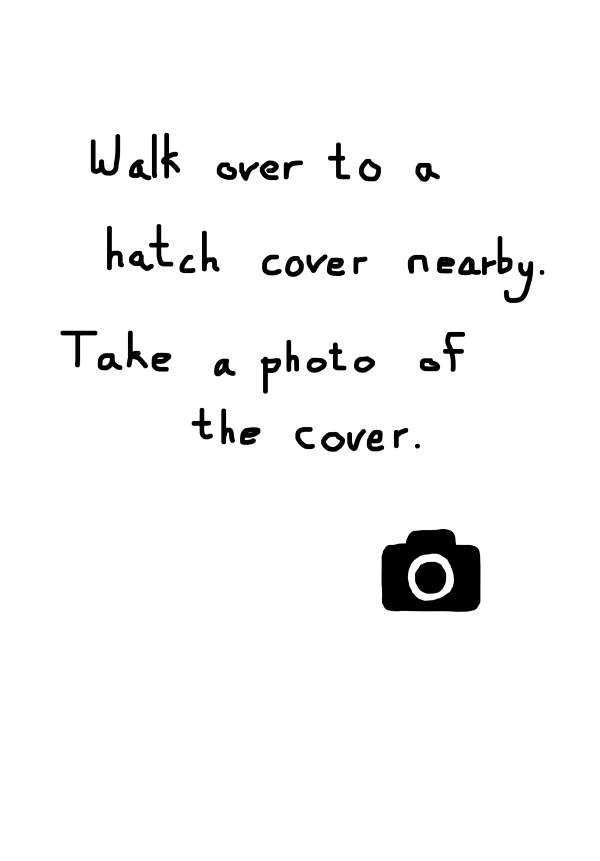 Walk over to a
hatch cover nearby.
Take a photo of
the cover.